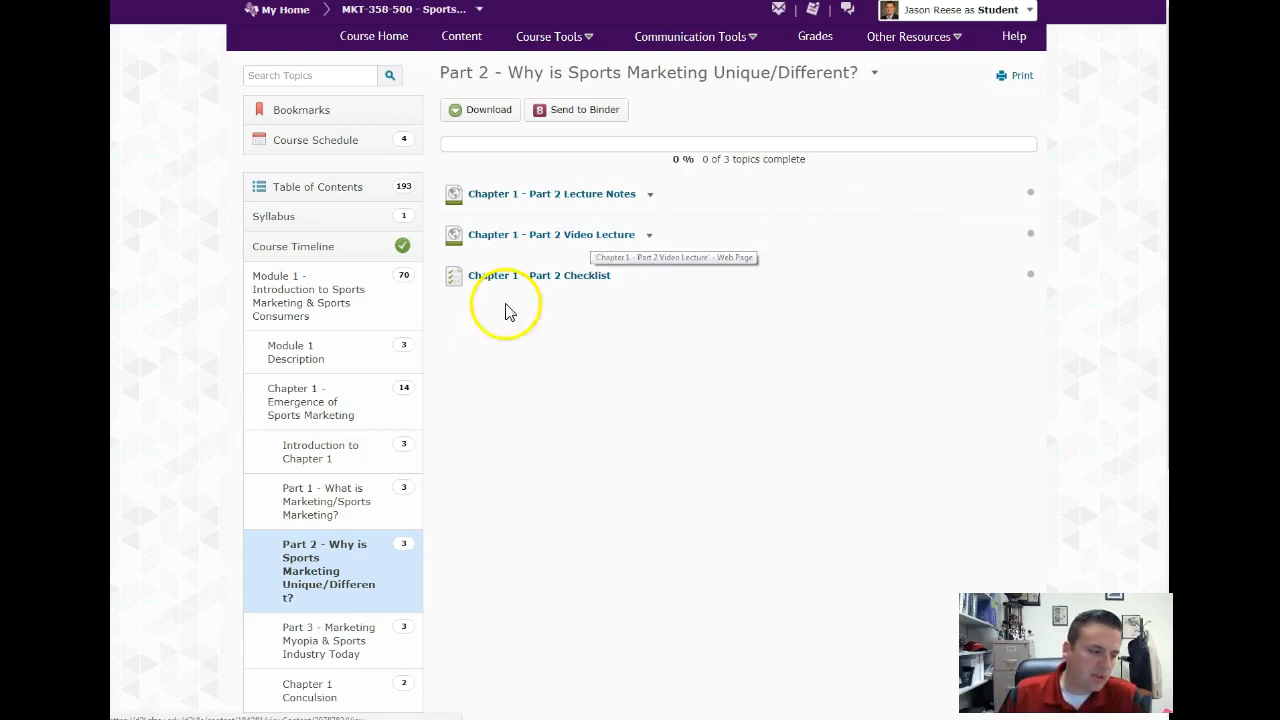 My Home
MKT-358-500 - Sports...
Jason Reese as Student
Course Home
Content
Course Tools
Communication Tools
Grades
Other Resources
Help
Search Topics
Bookmarks
Course Schedule
4
Table of Contents
193
Syllabus
1
Course Timeline
Module 1 -
70
Introduction to Sports
Marketing & Sports
Consumers
Module 1
3
Description
Chapter 1 -
14
Emergence of
Sports Marketing
Introduction to
3
Chapter 1
Part 1 - What is
3
Marketing/Sports
Marketing?
Part 2 - Why is
3
Sports
Marketing
Unique/Differen
t?
Part 3 - Marketing
3
Myopia & Sports
Industry Today
Chapter 1
2
Conculsion
Part 2 - Why is Sports Marketing Unique/Different?
Print
Download
B
Send to Binder
0 % 0 of 3 topics complete
Chapter 1 - Part 2 Lecture Notes
Chapter 1 - Part 2 Video Lecture
'Chapter 1 - Part 2 Video Lecture' - Web Page
Chapter 1 - Part 2 Checklist